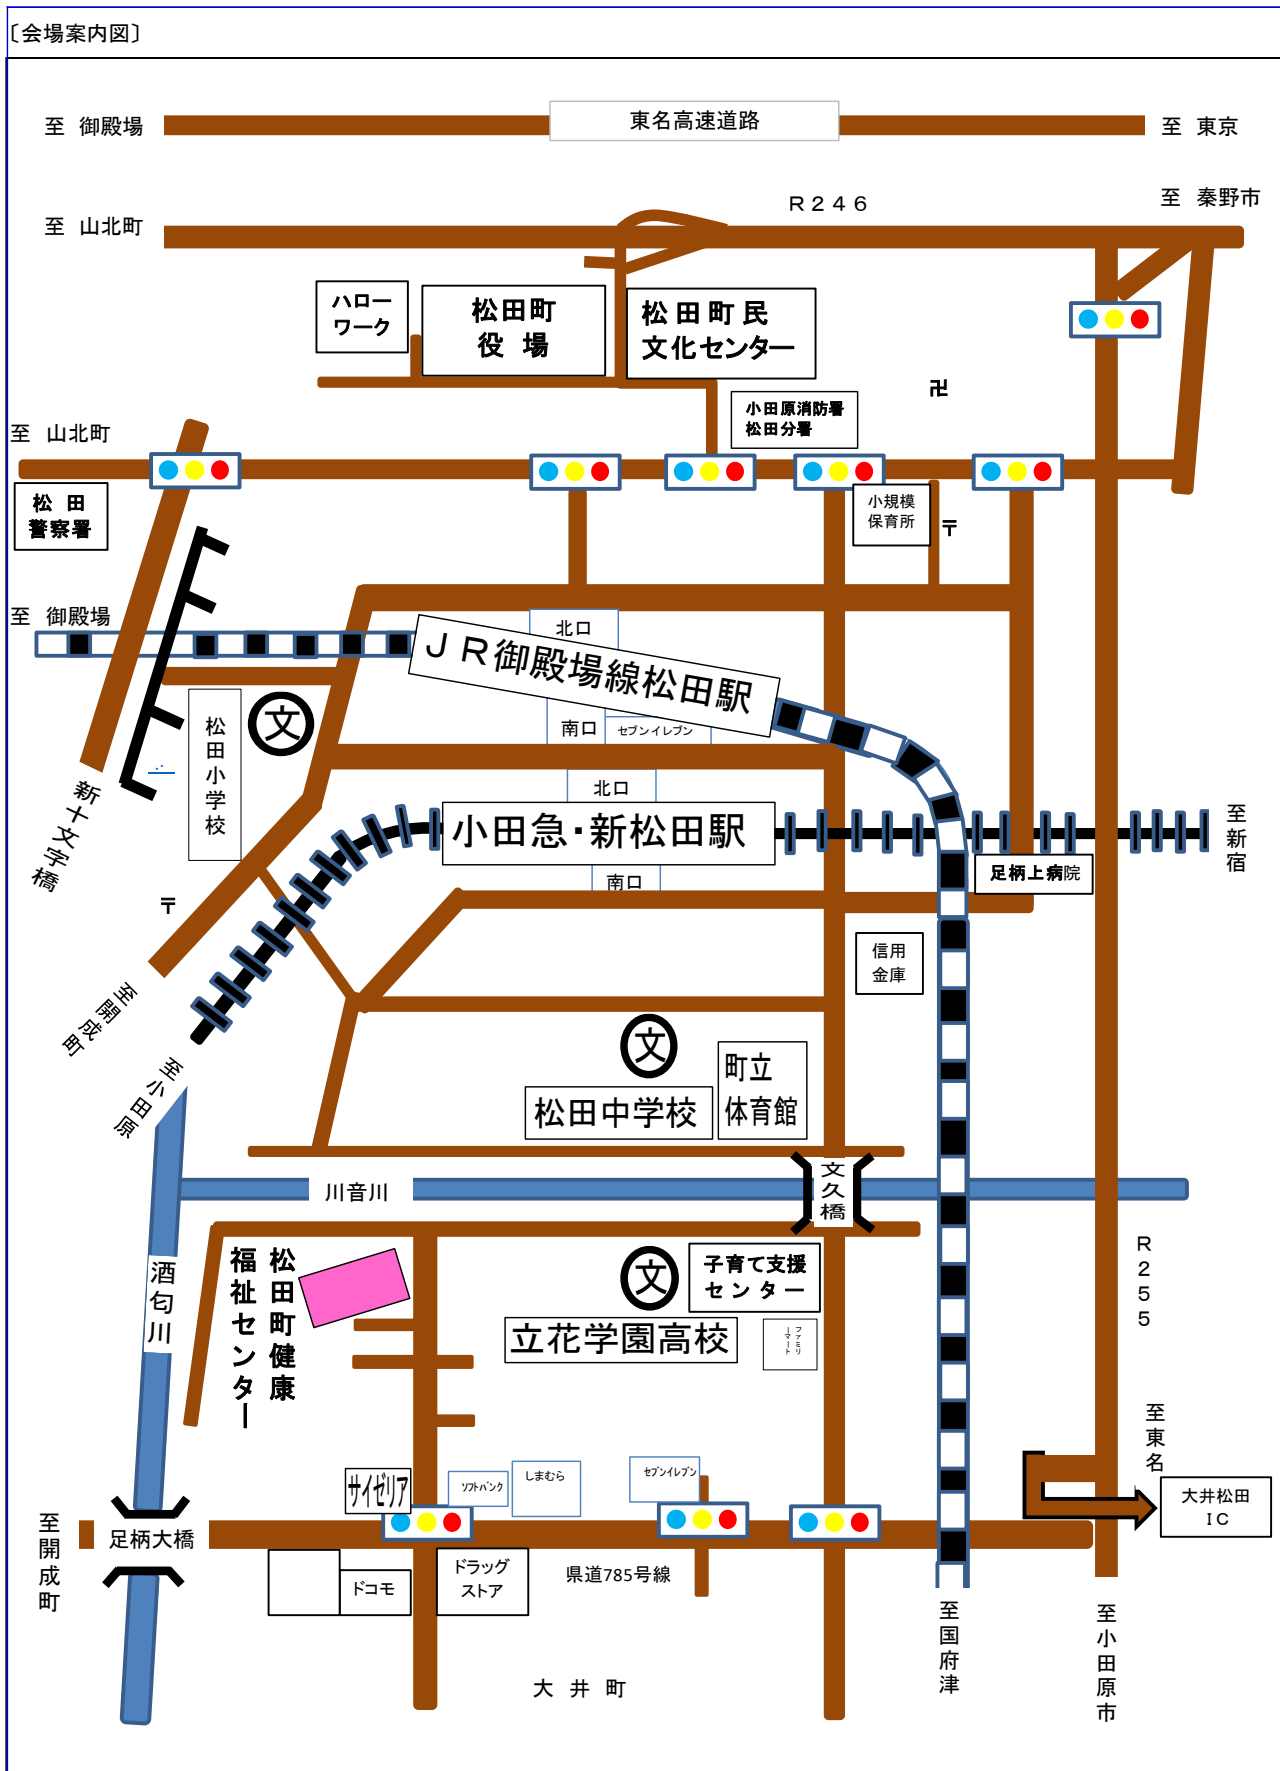 〔会場案内図〕
至 御殿場
東名高速道路
至 東京
至 秦野市
R246
至 山北町
ハロー
ワーク
松田町
役 場
松田町民
文化センター
卍
小田原消防署
松田分署
至 山北町
松 田
警察署
小規模
保育所
〒
至 御殿場
北口
JR御殿場線松田駅
南口
セブンイレブン
松田小学校
文
新十文字橋
北口
小田急・新松田駅
南口
至新宿
足柄上病院
〒
信用
金庫
至開成町
至小田原
文
町立
体育館
松田中学校
川音川
文久橋
R255
酒匂川
松田町健康
福祉センター
文
子育て支援
センター
立花学園高校
ファミリ
ーマート
至東名
大井松田
IC
サイゼリア
ソフトバンク
しまむら
セブンイレブン
至開成町
足柄大橋
ドコモ
ドラッグ
ストア
県道785号線
至国府津
至小田原市
大井町